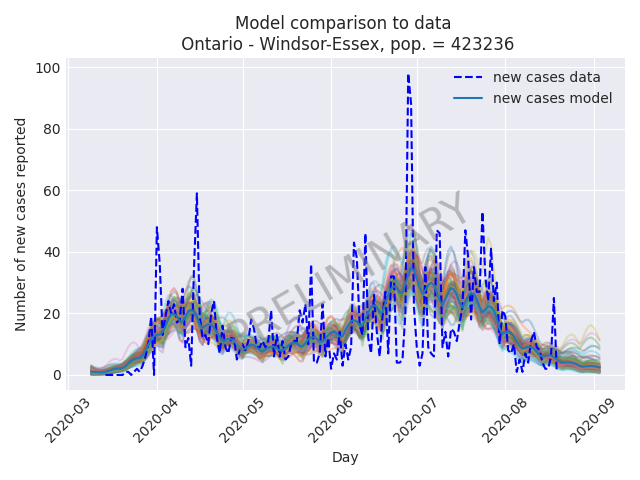 Model comparison to data
Ontario - Windsor-Essex, pop. = 423236
new cases data
new cases model
PRELIMINARY
Number of new cases reported
100
80
60
40
20
0
2020-03
2020-04
2020-05
2020-06
2020-07
2020-08
2020-09
Day